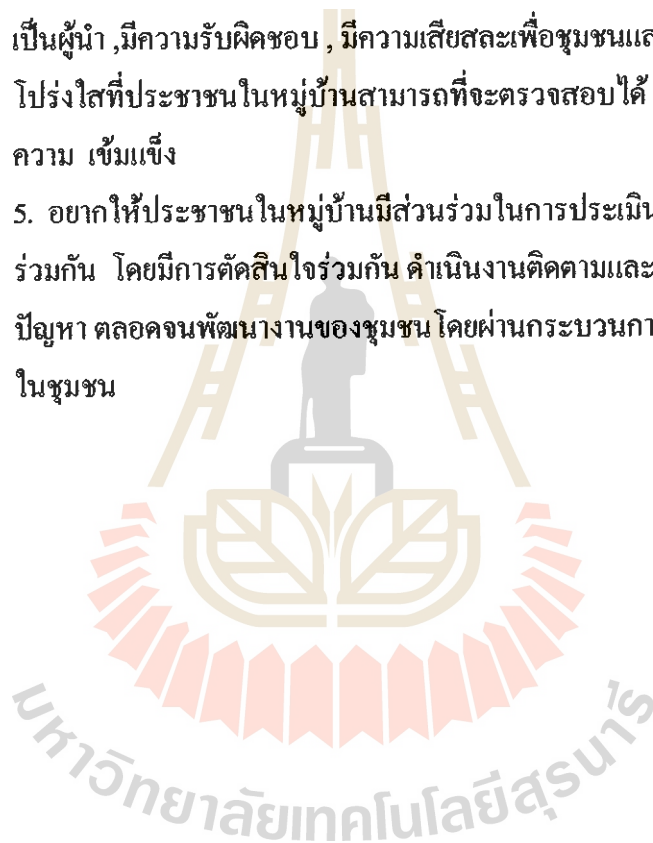 เป็นผู้นำ ,มีความรับผิดชอบ , มีความเสียสละเพื่อชุมชนและ
โปร่งใสที่ประชาชนในหมู่บ้านสามารถที่จะตรวจสอบได้
ความ เข้มแข็ง
5. อยากให้ประชาชนในหมู่บ้านมีส่วนร่วมในการประเมิน
ร่วมกัน โดยมีการตัดสินใจร่วมกัน ดำเนินงานติดตามและ
ปัญหา ตลอดจนพัฒนางานของชุมชน โดยผ่านกระบวนกา
ในชุมชน
มหาวิทยาลัยเทคโนโลยีสุรนารี